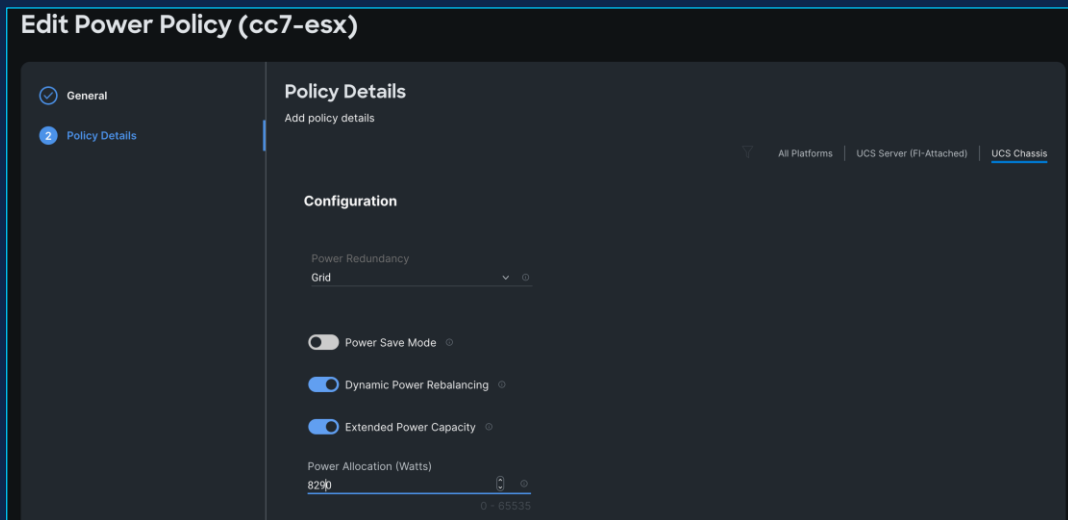 Edit Power Policy (cc7-esx)
General
2 Policy Details
Policy Details
Add policy details
All Platforms UCS Server (FI-Attached) UCS Chassis
Configuration
Power Redundancy
Grid
Power Save Mode
Dynamic Power Rebalancing
Extended Power Capacity
Power Allocation (Watts)
8290
0 - 65535